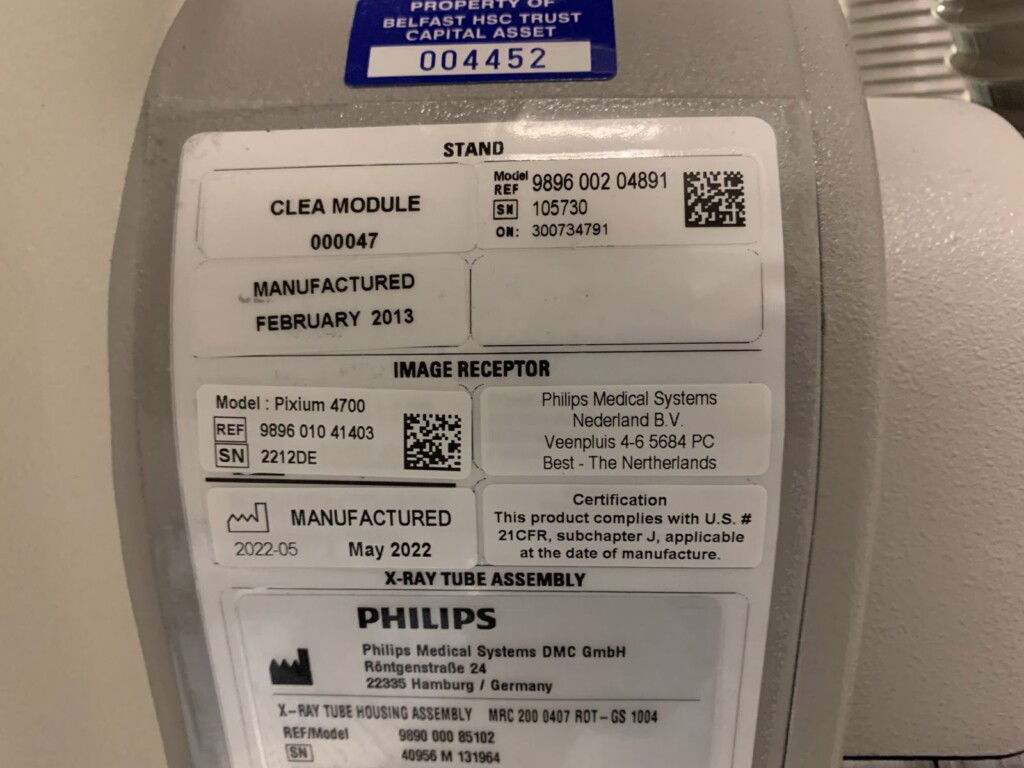 PROPERTY OF
BELFAST HSC TRUST
CAPITAL ASSET
004452
STAND
CLEA MODULE
000047
Model
REF 9896 002 04891
SN 105730
ON: 300734791
MANUFACTURED
FEBRUARY 2013
IMAGE RECEPTOR
Model : Pixium 4700
REF 9896 010 41403
SN 2212DE
Philips Medical Systems
Nederland B.V.
Veenpluis 4-6 5684 PC
Best - The Nertherlands
MANUFACTURED
2022-05 May 2022
Certification
This product complies with U.S. #
21CFR, subchapter J, applicable
at the date of manufacture.
X-RAY TUBE ASSEMBLY
PHILIPS
Philips Medical Systems DMC GmbH
Röntgenstraße 24
22335 Hamburg / Germany
X-RAY TUBE HOUSING ASSEMBLY MRC 200 0407 ROT-GS 1004
REF/Model 9890 000 85102
SN 40956 M 131964